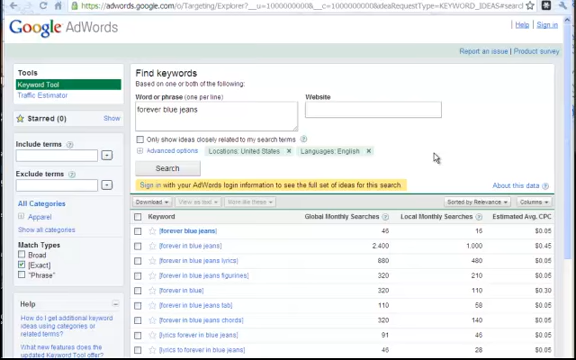 https://adwords.google.com/o/Targeting/Explorer?__u=1000000000&__c=1000000000&ideaRequestType=KEYWORD_IDEAS#search
Help | Sign in
Google AdWords
Report an issue | Product survey
Tools
Keyword Tool
Traffic Estimator
Starred (0) Show
Include terms
Exclude terms
All Categories
Apparel
Show all categories
Match Types
Broad
[Exact]
"Phrase"
Help
How do I get additional keyword
ideas using categories or
related terms?
What new features does the
updated Keyword Tool offer?
Find keywords
Based on one or both of the following:
Word or phrase (one per line)
Website
forever blue jeans
Only show ideas closely related to my search terms
Advanced options Locations: United States Languages: English
Search
Sign in with your AdWords login information to see the full set of ideas for this search.
About this data
Download View as text More like these Sorted by Relevance Columns
Keyword Global Monthly Searches Local Monthly Searches Estimated Avg. CPC
[forever blue jeans] 46 16 $0.05
[forever in blue jeans] 2,400 1,000 $0.45
[forever in blue jeans lyrics] 880 480 $0.05
[forever in blue jeans figurines] 320 210 $0.05
[forever in blue] 320 110 $0.30
[forever in blue jeans tab] 110 58 $0.05
[forever in blue jeans chords] 320 140 $0.05
[lyrics forever in blue jeans] 91 46 $0.05
[lyrics to forever in blue jeans] 46 28 $0.05